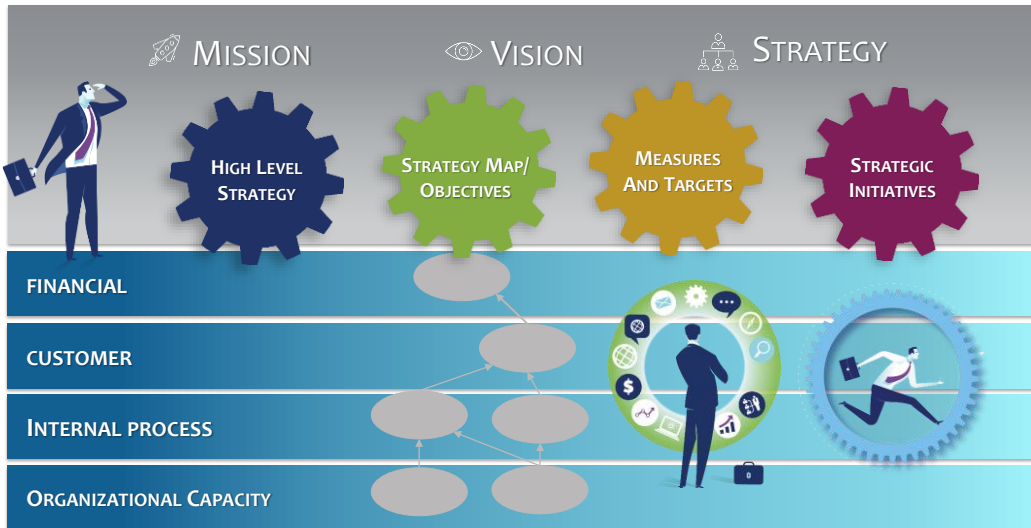 MISSION
VISION
STRATEGY
HIGH LEVEL
STRATEGY
STRATEGY MAP/
OBJECTIVES
MEASURES
AND TARGETS
STRATEGIC
INITIATIVES
FINANCIAL
CUSTOMER
INTERNAL PROCESS
ORGANIZATIONAL CAPACITY
$